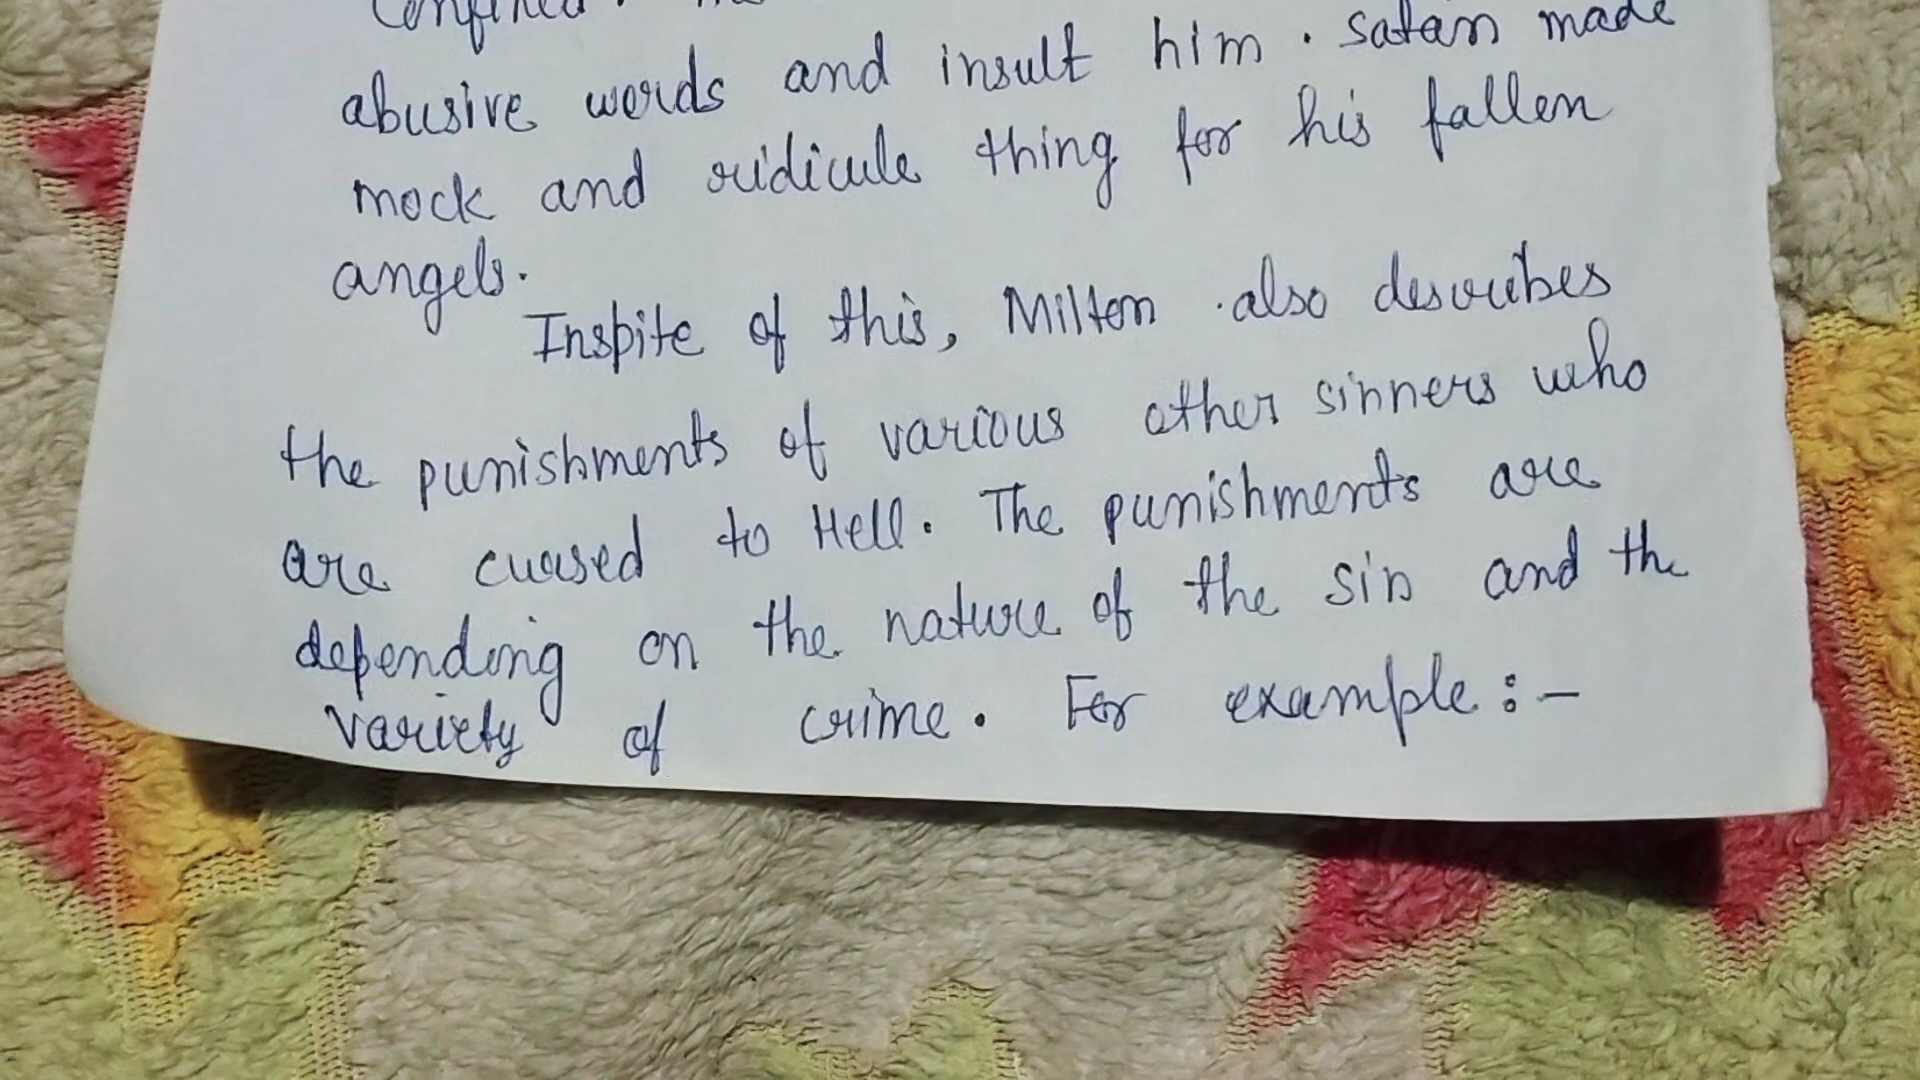 Confined.
abusive words and insult him. Satan made
mock and ridicule thing for his fallen
angels.
Inspite of this, Milton also describes
the punishments of various other sinners who
are cursed to Hell. The punishments are
depending on the nature of the sin and the
variety of crime. For example :-